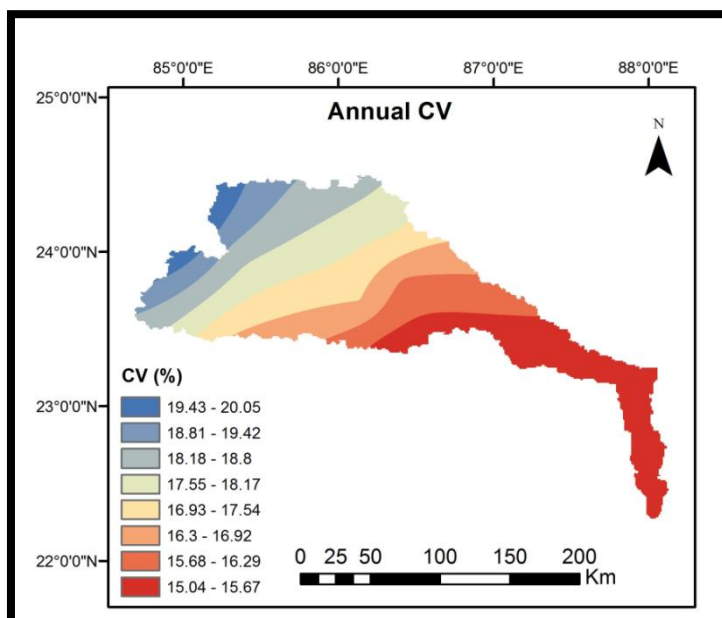 85°0'0"E 86°0'0"E 87°0'0"E 88°0'0"E
25°0'0"N
Annual CV
N
24°0'0"N
CV (%)
19.43 - 20.05
23°0'0"N
18.81 - 19.42
18.18 - 18.8
17.55 - 18.17
16.93 - 17.54
16.3 - 16.92
22°0'0"N
15.68 - 16.29
15.04 - 15.67
0 25 50 100 150 200
Km